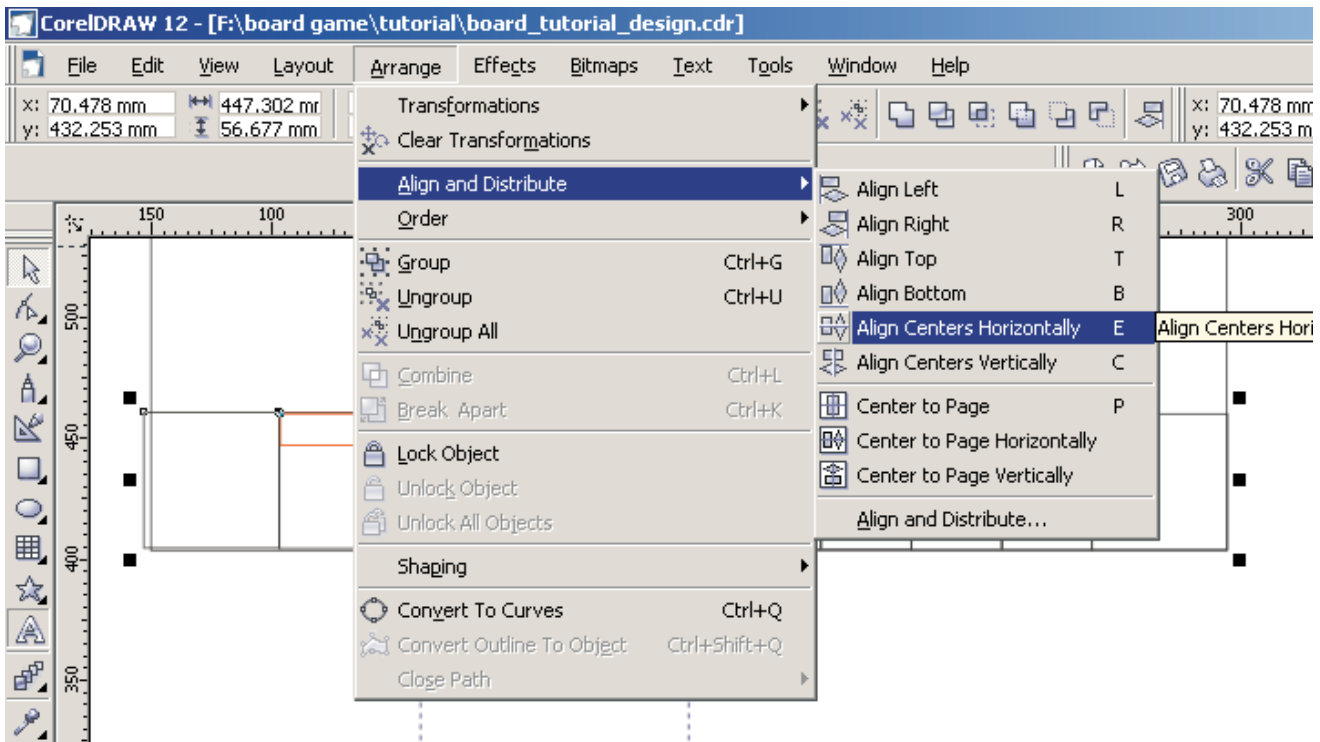 CorelDRAW 12 - [F:\board game\tutorial\board_tutorial_design.cdr]
File Edit View Layout Arrange Effects Bitmaps Text Tools Window Help
x: 70.478 mm 447.302 mr x: 70.478 mm
y: 432.253 mm 56.677 mm y: 432.253 m
150 100 300
500
450
400
350
Transformations
Clear Transformations
Align and Distribute
Order
Group Ctrl+G
Ungroup Ctrl+U
Ungroup All
Combine Ctrl+L
Break Apart Ctrl+K
Lock Object
Unlock Object
Unlock All Objects
Shaping
Convert To Curves Ctrl+Q
Convert Outline To Object Ctrl+Shift+Q
Close Path
Align Left L
Align Right R
Align Top T
Align Bottom B
Align Centers Horizontally E
Align Centers Vertically C
Center to Page P
Center to Page Horizontally
Center to Page Vertically
Align and Distribute...
Align Centers Hori